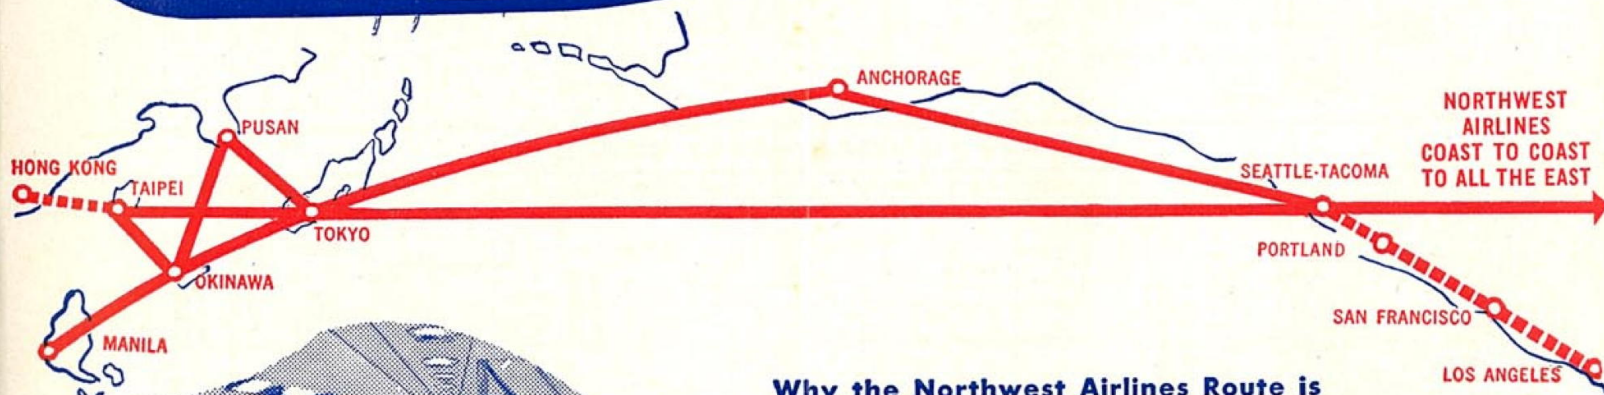 ANCHORAGE
NORTHWEST
AIRLINES
COAST TO COAST
TO ALL THE EAST
PUSAN
HONG KONG
TAIPEI
SEATTLE-TACOMA
TOKYO
PORTLAND
OKINAWA
SAN FRANCISCO
MANILA
LOS ANGELES
Why the Northwest Airlines Route is